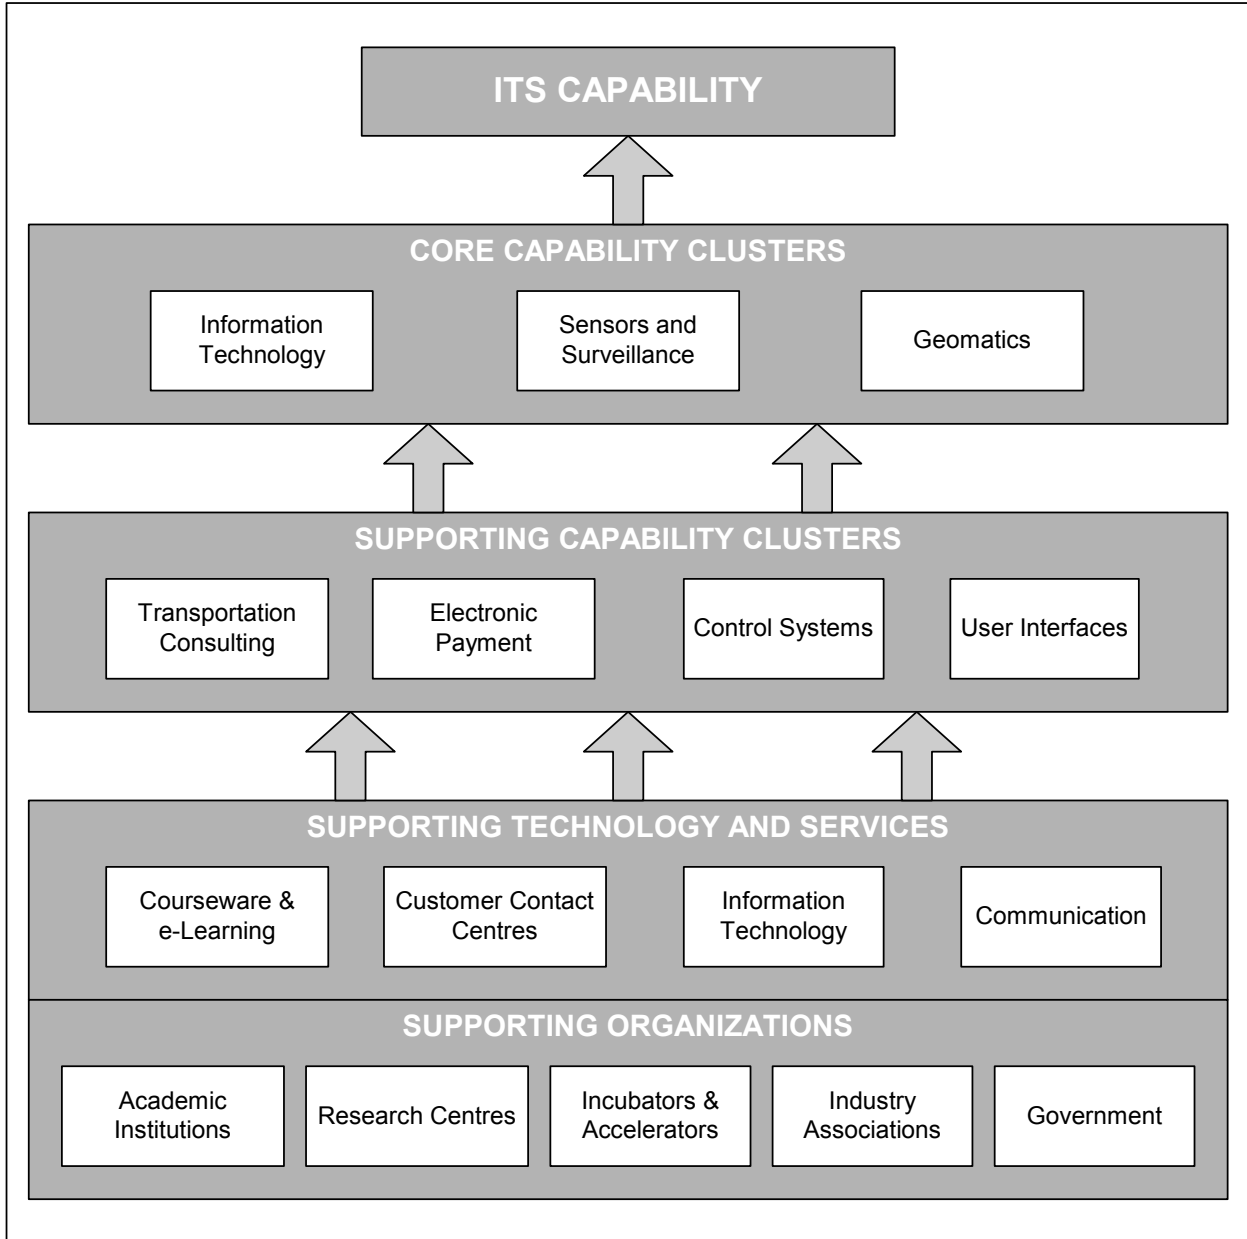 ITS CAPABILITY
CORE CAPABILITY CLUSTERS
Information
Technology
Sensors and
Surveillance
Geomatics
SUPPORTING CAPABILITY CLUSTERS
Transportation
Consulting
Electronic
Payment
Control Systems
User Interfaces
SUPPORTING TECHNOLOGY AND SERVICES
Courseware &
e-Learning
Customer Contact
Centres
Information
Technology
Communication
SUPPORTING ORGANIZATIONS
Academic
Institutions
Research Centres
Incubators &
Accelerators
Industry
Associations
Government